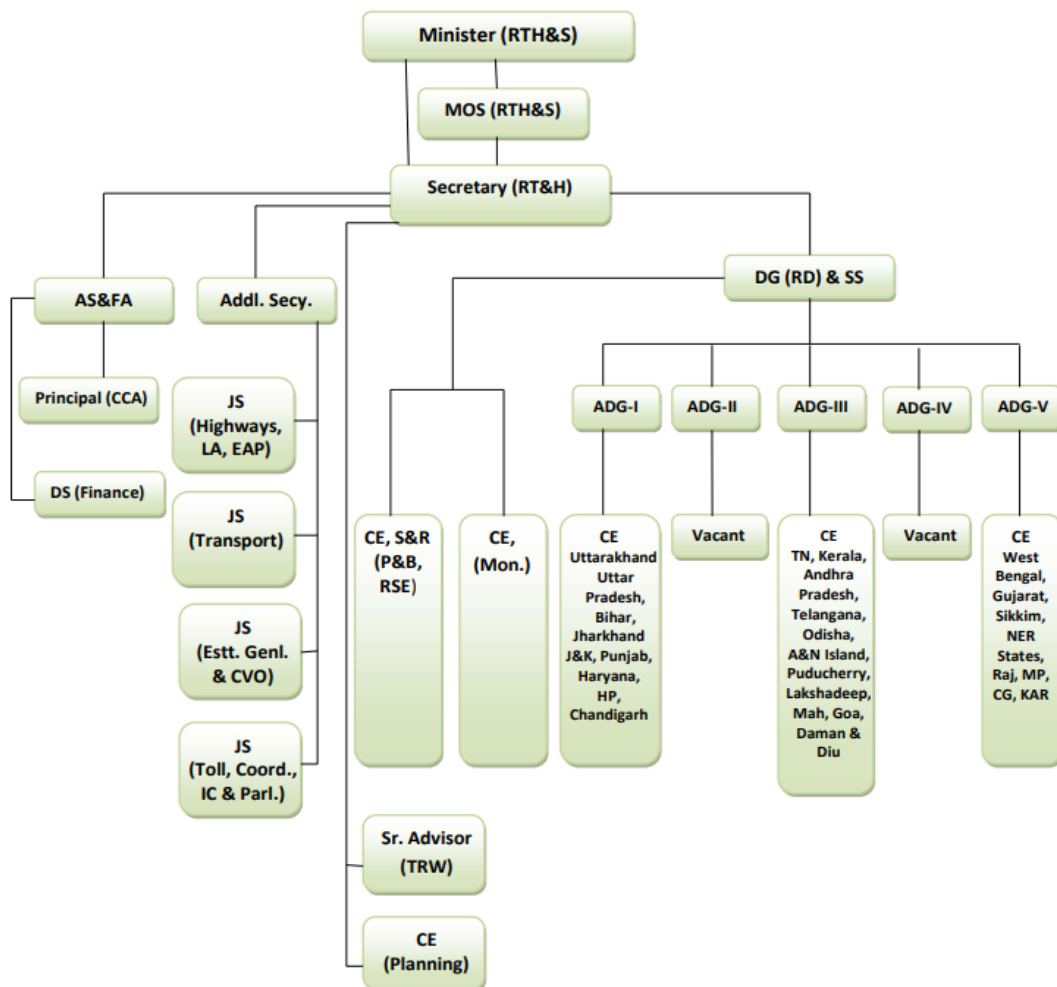 Minister (RTH&S)
MOS (RTH&S)
Secretary (RT&H)
DG (RD) & SS
AS&FA
Addl. Secy.
Principal (CCA)
DS (Finance)
JS
(Highways,
LA, EAP)
JS
(Transport)
JS
(Estt. Genl.
& CVO)
JS
(Toll, Coord.,
IC & Parl.)
ADG-I
ADG-II
ADG-III
ADG-IV
ADG-V
CE, S&R
(P&B,
RSE)
CE,
(Mon.)
CE
Uttarakhand
Uttar
Pradesh,
Bihar,
Jharkhand
J&K, Punjab,
Haryana,
HP,
Chandigarh
Vacant
CE
TN, Kerala,
Andhra
Pradesh,
Telangana,
Odisha,
A&N Island,
Puducherry,
Lakshadeep,
Mah, Goa,
Daman &
Diu
Vacant
CE
West
Bengal,
Gujarat,
Sikkim,
NER
States,
Raj, MP,
CG, KAR
Sr. Advisor
(TRW)
CE
(Planning)